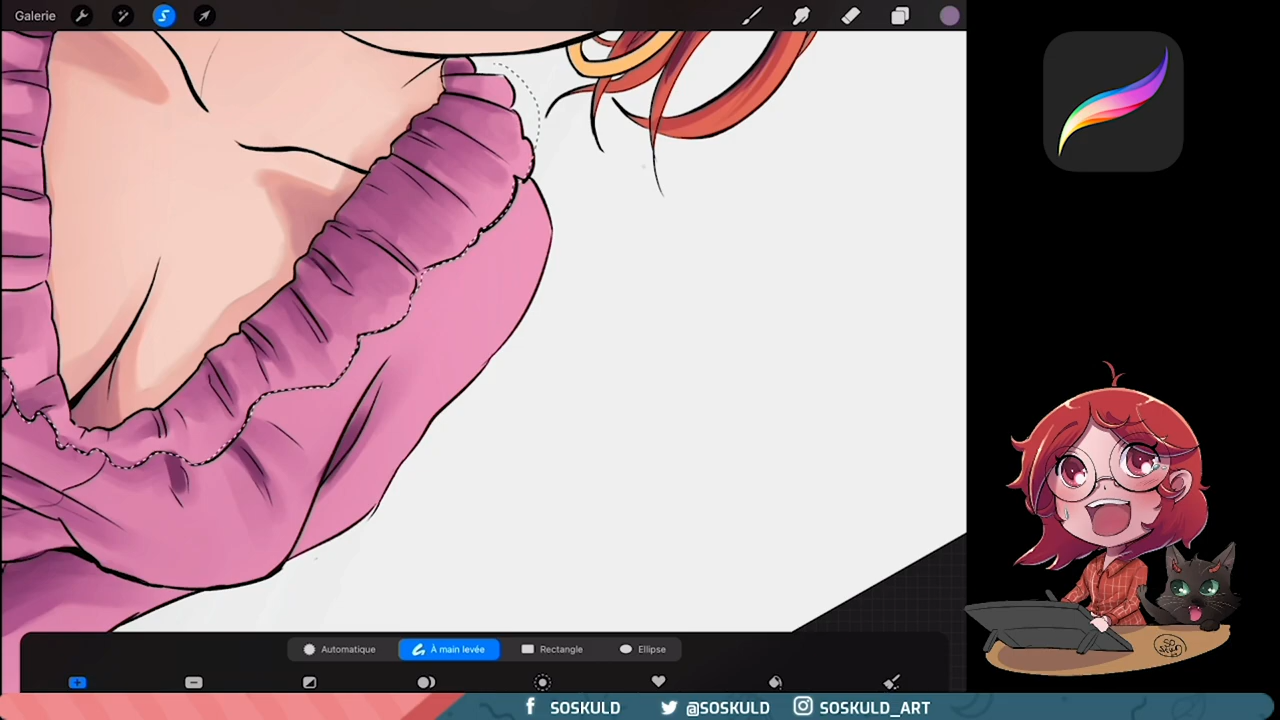 Galerie
Automatique
À main levée
Rectangle
Ellipse
SOSKULD
@SOSKULD
SOSKULD_ART